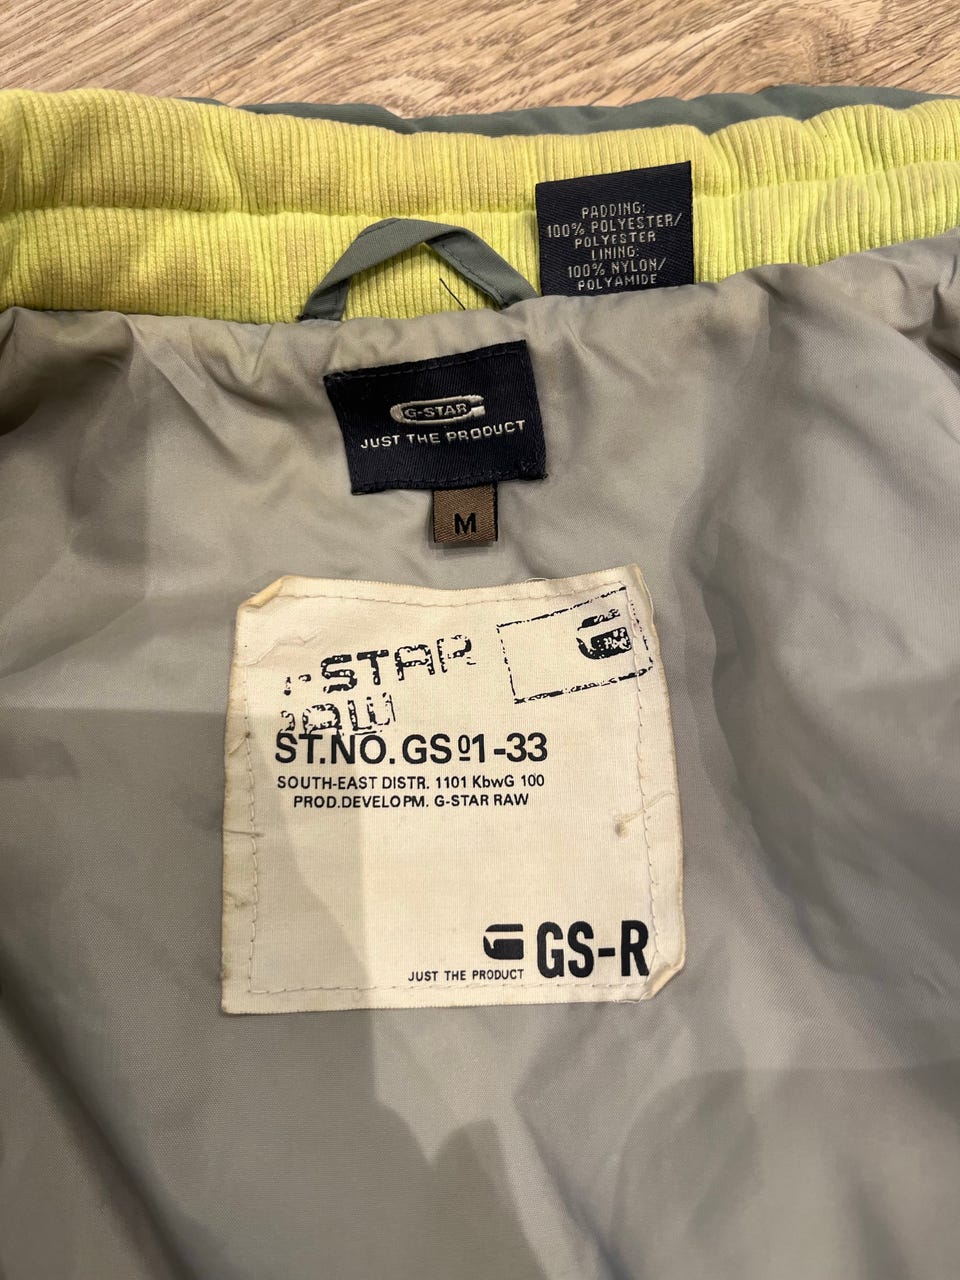 PADDING:
100% POLYESTER/
POLYESTER
LINING:
100% NYLON/
POLYAMIDE
G-STAR
JUST THE PRODUCT
M
-STAR
RAW
G
ST.NO. GS01-33
SOUTH-EAST DISTR. 1101 KbwG 100
PROD.DEVELOPM. G-STAR RAW
G GS-R
JUST THE PRODUCT